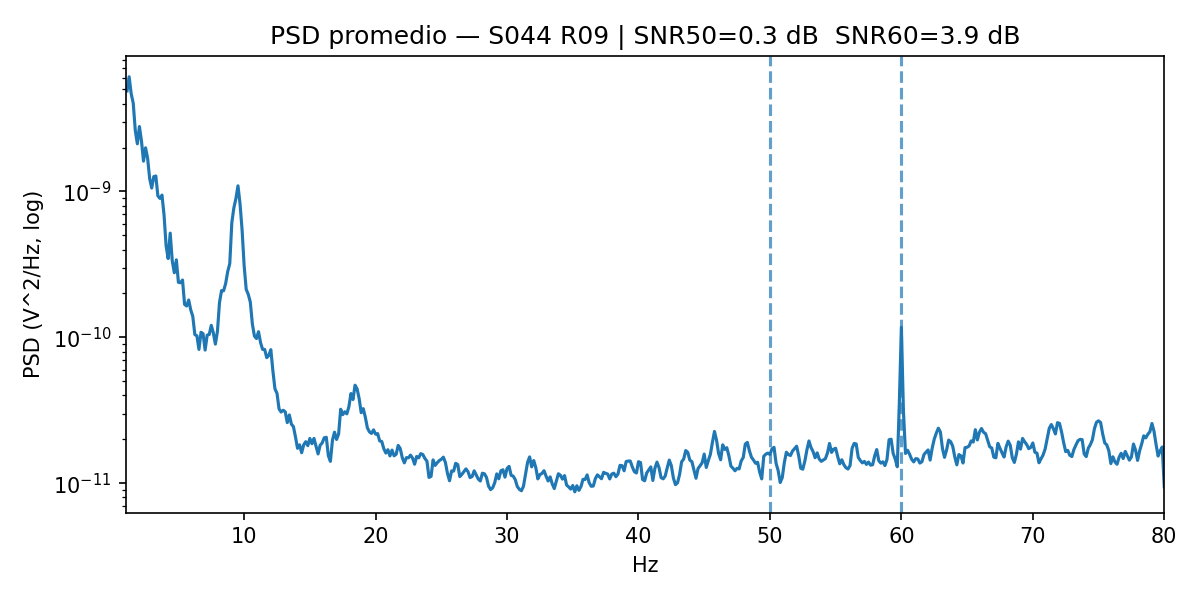 PSD promedio — S044 R09 | SNR50=0.3 dB  SNR60=3.9 dB
PSD (V^2/Hz, log)
10⁻⁹
10⁻¹⁰
10⁻¹¹
10 20 30 40 50 60 70 80
Hz